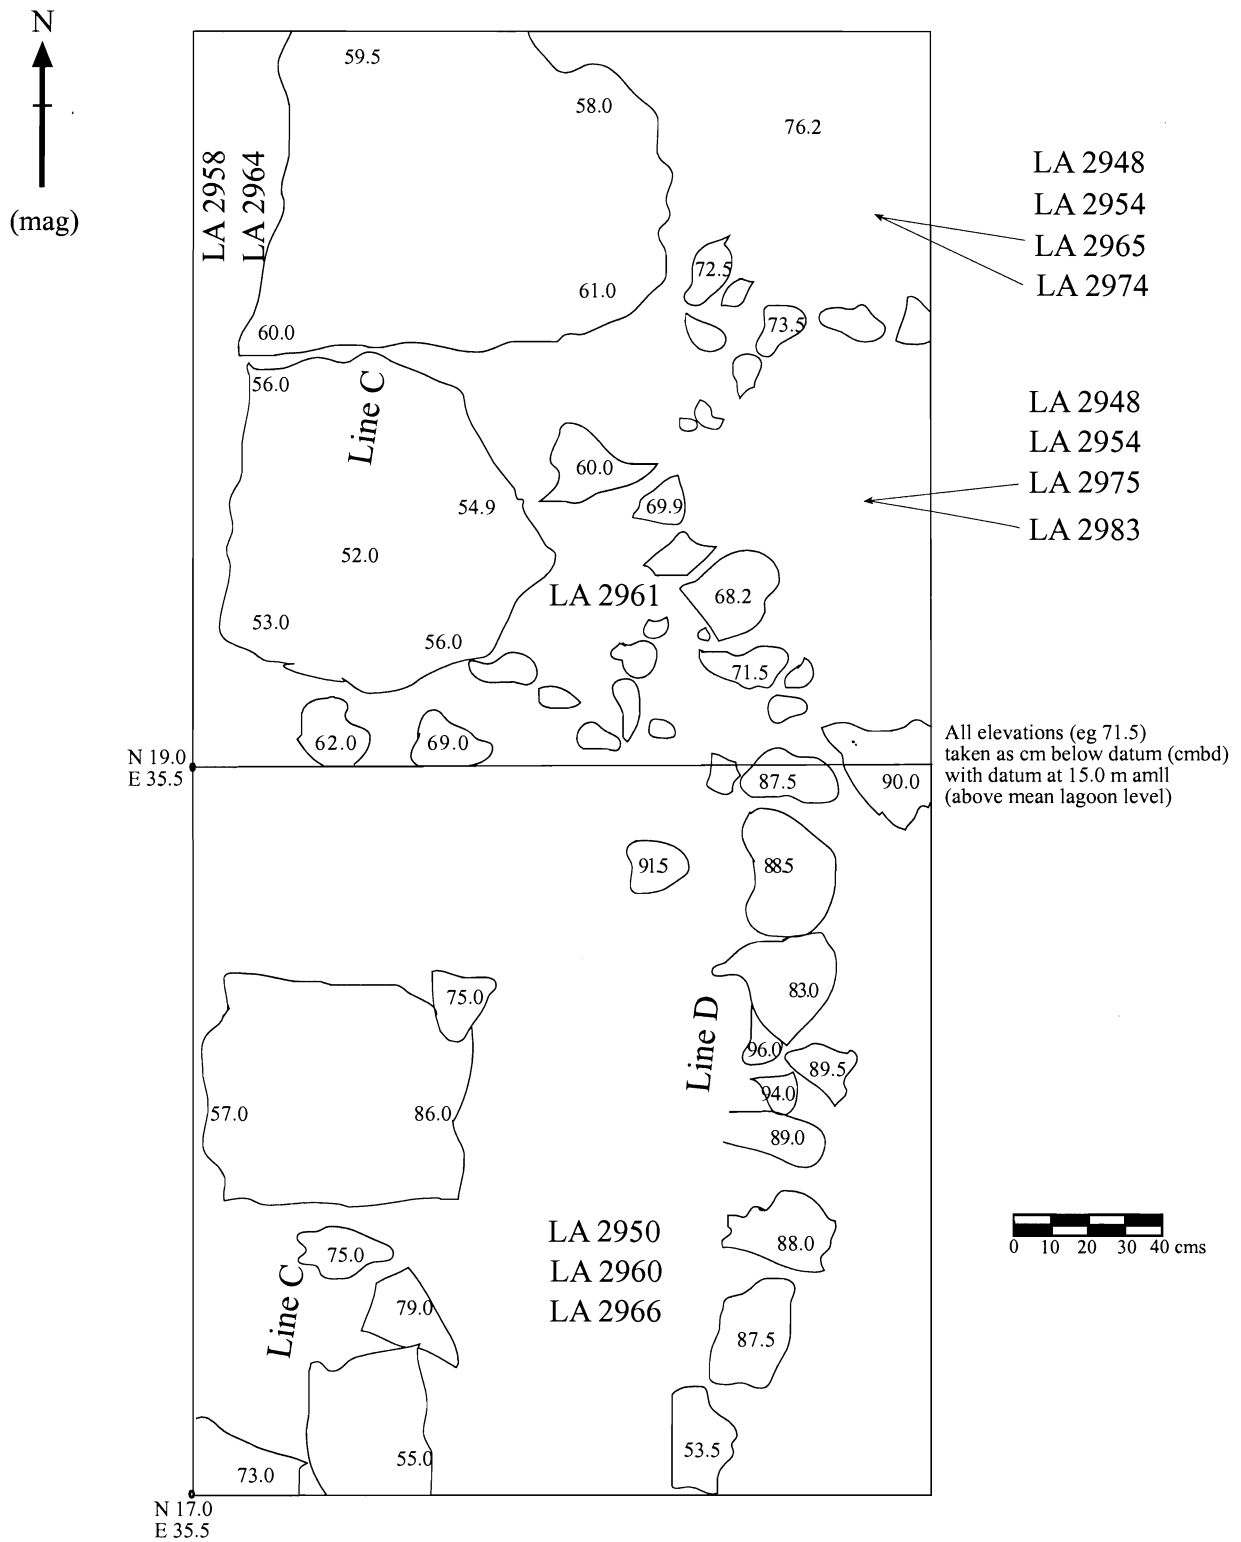 N
(mag)
59.5
58.0
76.2
LA 2958
LA 2964
LA 2948
LA 2954
LA 2965
LA 2974
72.5
61.0
73.5
60.0
56.0
Line C
LA 2948
LA 2954
LA 2975
LA 2983
60.0
54.9
69.9
52.0
LA 2961
68.2
53.0
56.0
71.5
62.0
69.0
All elevations (eg 71.5)
taken as cm below datum (cmbd)
with datum at 15.0 m amll
(above mean lagoon level)
N 19.0
E 35.5
87.5
90.0
91.5
88.5
75.0
83.0
Line D
96.0
89.5
94.0
57.0
86.0
89.0
LA 2950
LA 2960
LA 2966
88.0
75.0
0 10 20 30 40 cms
Line C
79.0
87.5
55.0
53.5
73.0
N 17.0
E 35.5